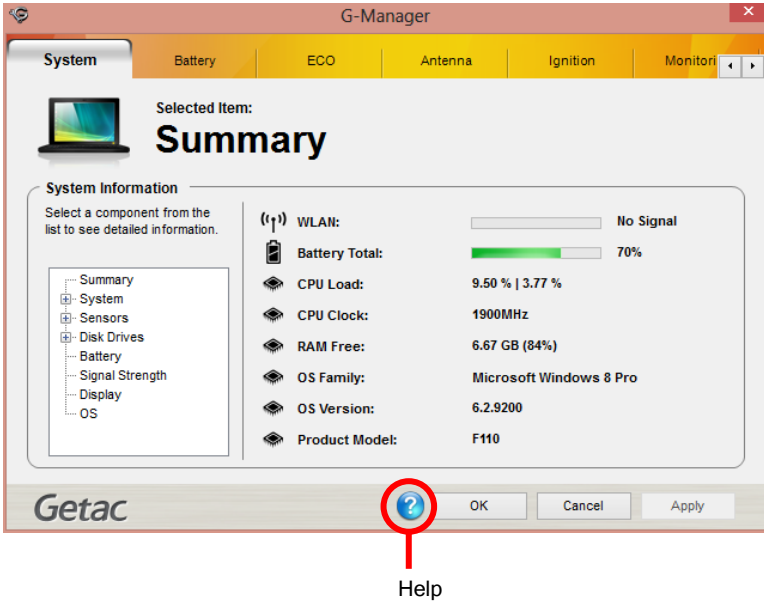 G-Manager
System Battery ECO Antenna Ignition Monitori
Selected Item:
Summary
System Information
Select a component from the
list to see detailed information.
Summary
System
Sensors
Disk Drives
Battery
Signal Strength
Display
OS
WLAN: No Signal
Battery Total: 70%
CPU Load: 9.50 % | 3.77 %
CPU Clock: 1900MHz
RAM Free: 6.67 GB (84%)
OS Family: Microsoft Windows 8 Pro
OS Version: 6.2.9200
Product Model: F110
Getac ? OK Cancel Apply
Help